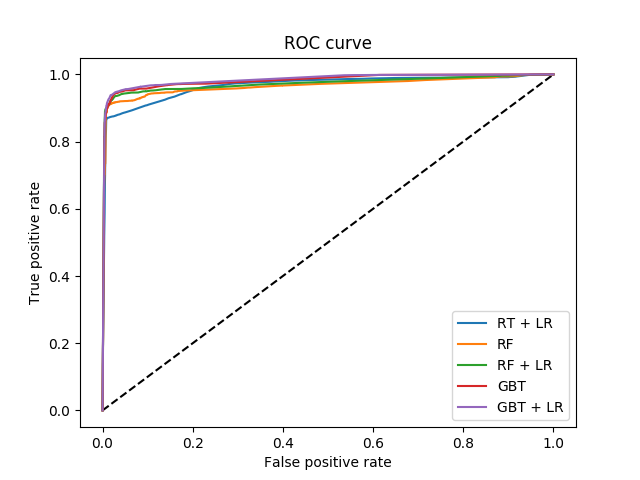 ROC curve
1.0
0.8
0.6
0.4
0.2
0.0
True positive rate
0.0 0.2 0.4 0.6 0.8 1.0
False positive rate
RT + LR
RF
RF + LR
GBT
GBT + LR